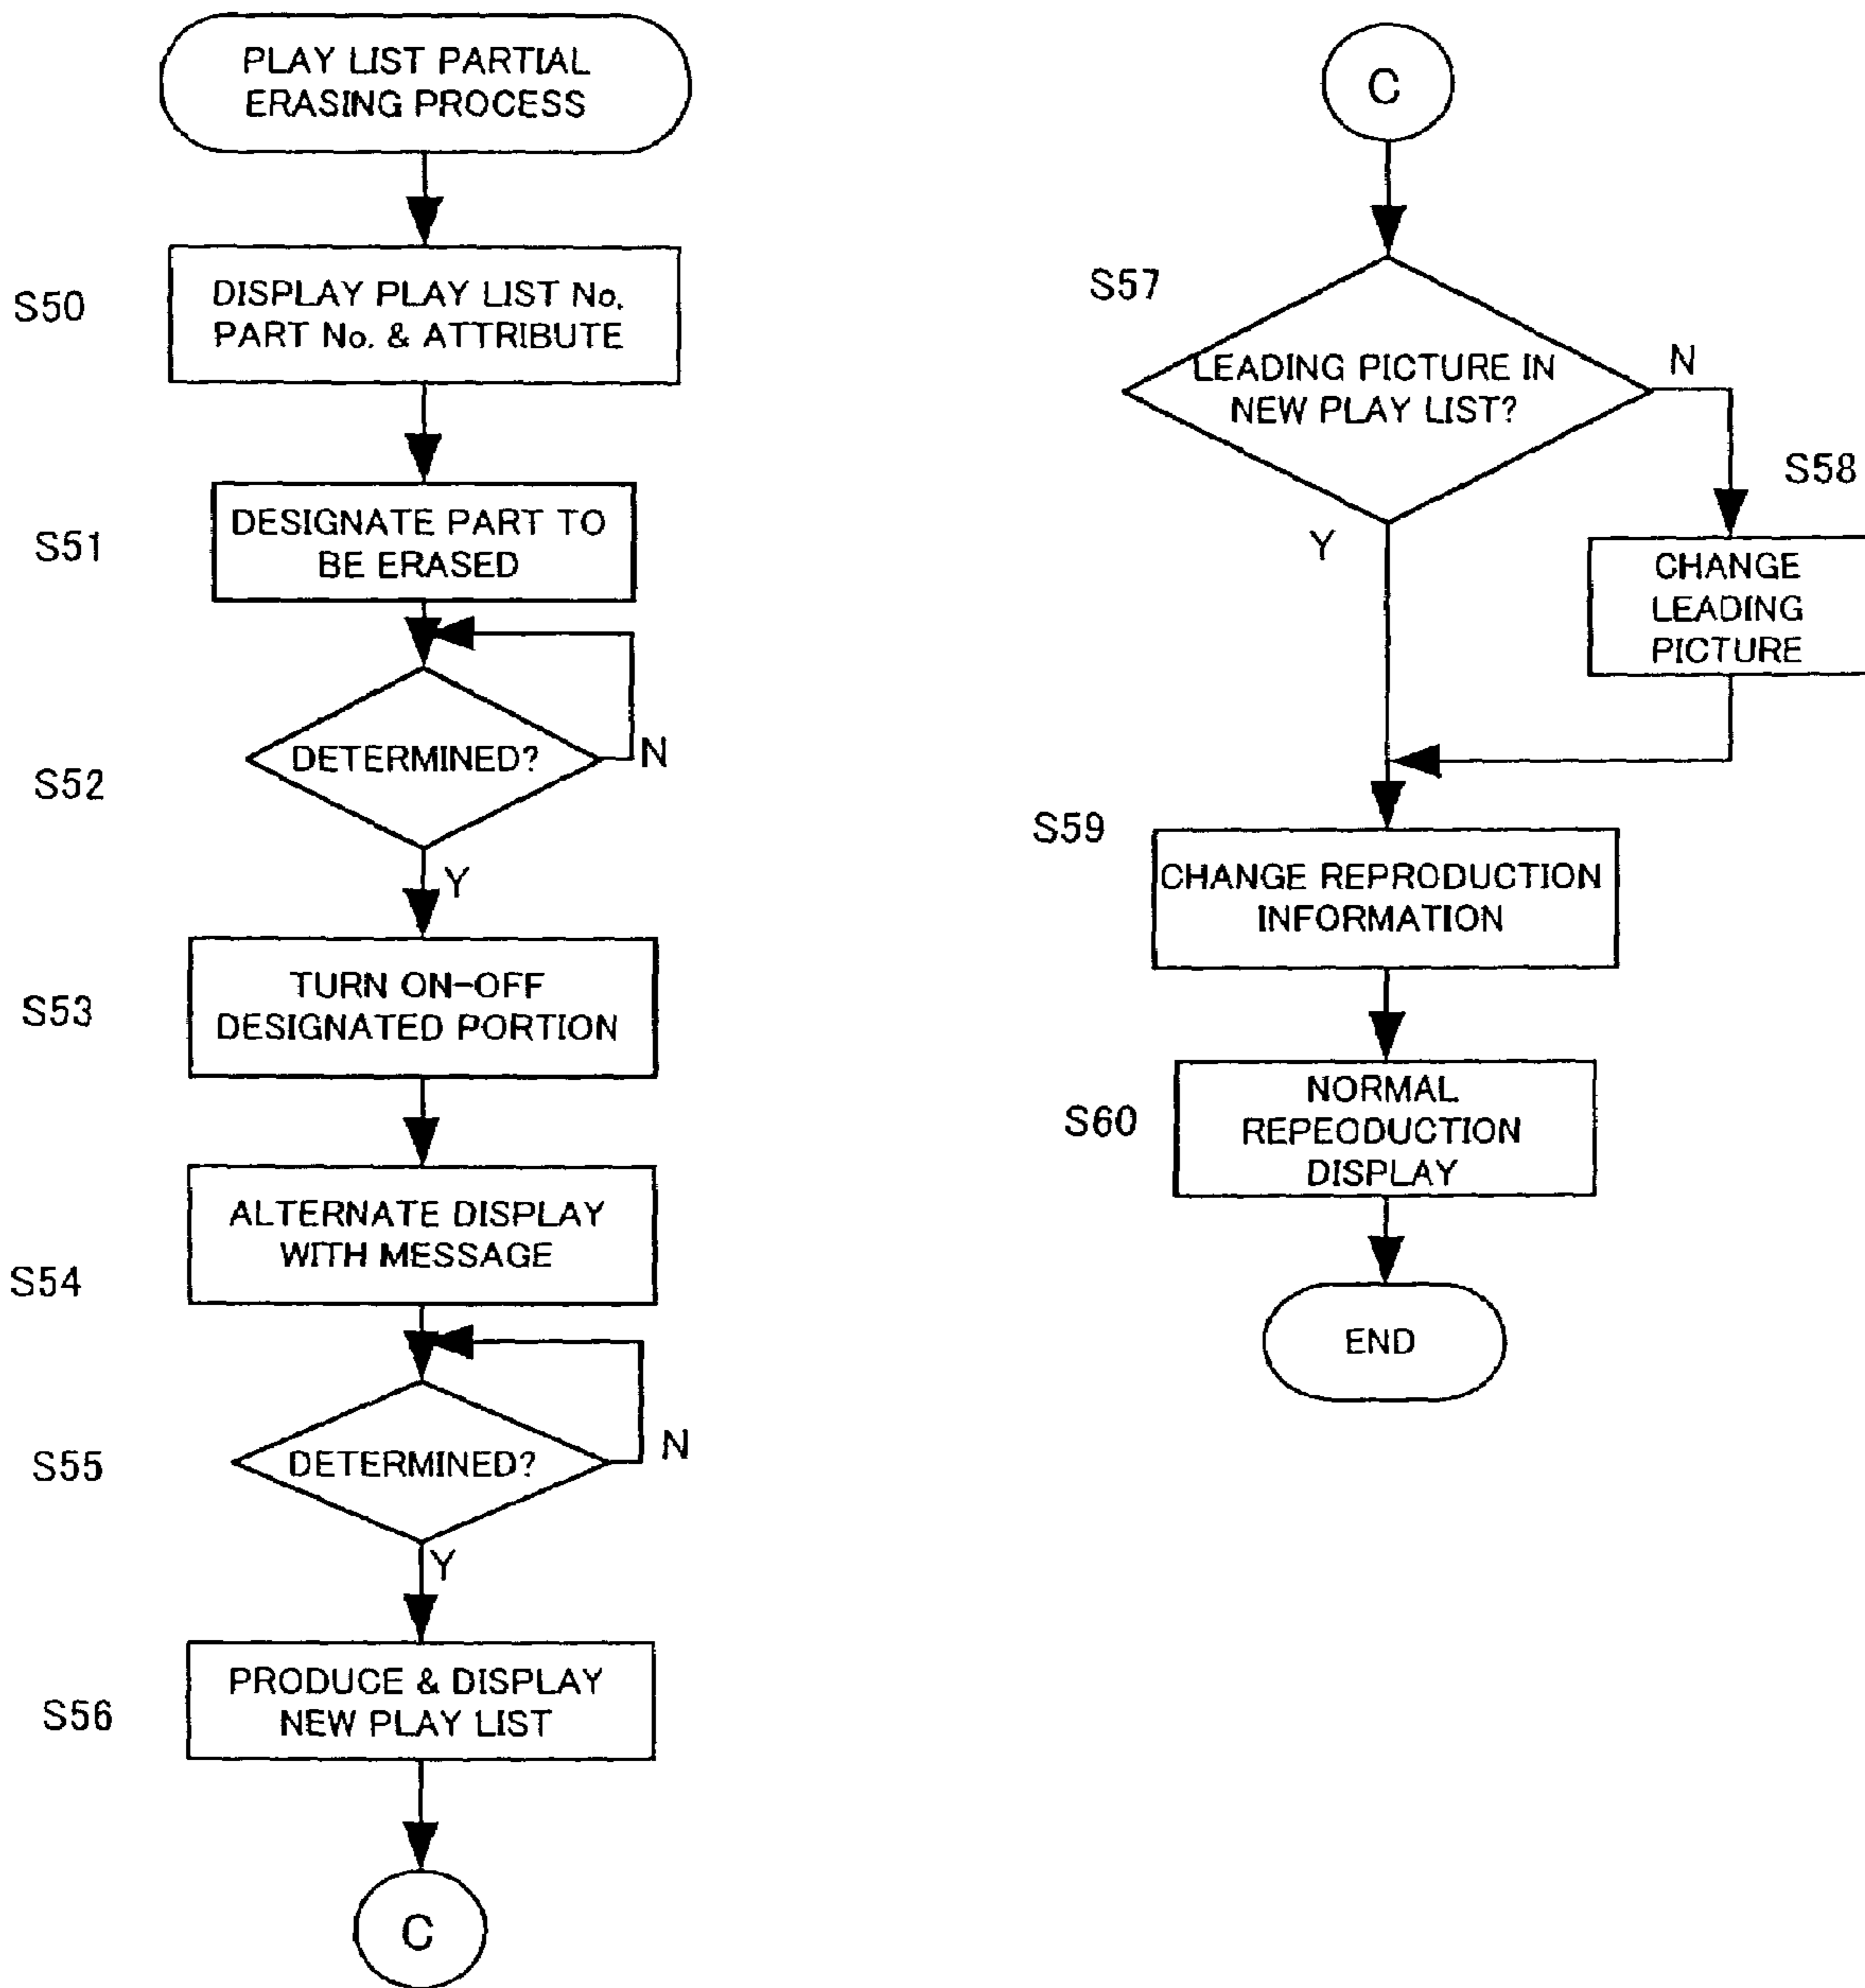 PLAY LIST PARTIAL
ERASING PROCESS
S50
DISPLAY PLAY LIST No.
PART No. & ATTRIBUTE
S51
DESIGNATE PART TO
BE ERASED
S52
DETERMINED?
N
Y
S53
TURN ON-OFF
DESIGNATED PORTION
S54
ALTERNATE DISPLAY
WITH MESSAGE
S55
DETERMINED?
N
Y
S56
PRODUCE & DISPLAY
NEW PLAY LIST
C
C
S57
LEADING PICTURE IN
NEW PLAY LIST?
N
Y
S58
CHANGE
LEADING
PICTURE
S59
CHANGE REPRODUCTION
INFORMATION
S60
NORMAL
REPEODUCTION
DISPLAY
END